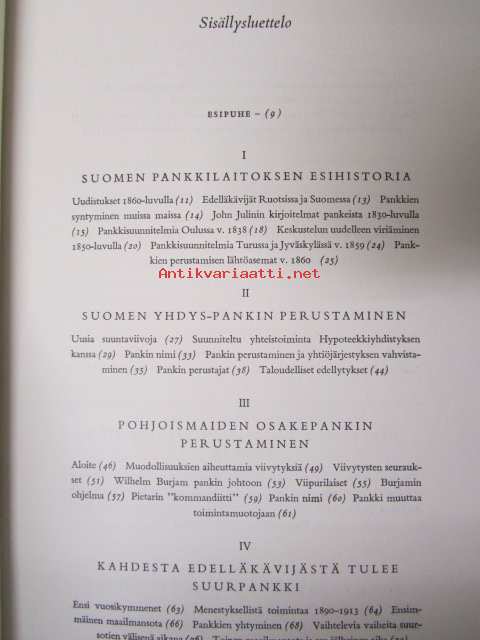 Sisällysluettelo
ESIPUHE – (9)
I
SUOMEN PANKKILAITOKSEN ESIHISTORIA
Uudistukset 1860-luvulla (11) Edelläkävijät Ruotsissa ja Suomessa (13) Pankkien
syntyminen muissa maissa (14) John Julinin kirjoitelmat pankeista 1830-luvulla
(15) Pankkisuunnitelmia Oulussa v. 1838 (18) Keskustelun uudelleen viriäminen
1850-luvulla (20) Pankkisuunnitelmia Turussa ja Jyväskylässä v. 1859 (24) Pank-
kien perustamisen lähtöasemat v. 1860 (25)
Antikvariaatti.net
II
SUOMEN YHDYS-PANKIN PERUSTAMINEN
Uusia suuntaviivoja (27) Suunniteltu yhteistoiminta Hypoteekkiyhdistyksen
kanssa (29) Pankin nimi (33) Pankin perustaminen ja yhtiöjärjestyksen vahvista-
minen (35) Pankin perustajat (38) Taloudelliset edellytykset (44)
III
POHJOISMAIDEN OSAKEPANKIN
PERUSTAMINEN
Aloite (46) Muodollisuuksien aiheuttamia viivytyksiä (49) Viivytysten seurauk-
set (51) Wilhelm Burjam pankin johtoon (53) Viipurilaiset (55) Burjamin
ohjelma (57) Pietarin ”kommandiitti” (59) Pankin nimi (60) Pankki muuttaa
toimintamuotojaan (61)
IV
KAHDESTA EDELLÄKÄVIJÄSTÄ TULEE
SUURPANKKI
Ensi vuosikymmenet (63) Menestyksellistä toimintaa 1890–1913 (64) Ensim-
mäinen maailmansota (66) Pankkien yhtyminen (68) Vaihtelevia vaiheita suur-
sotien välisenä aikana